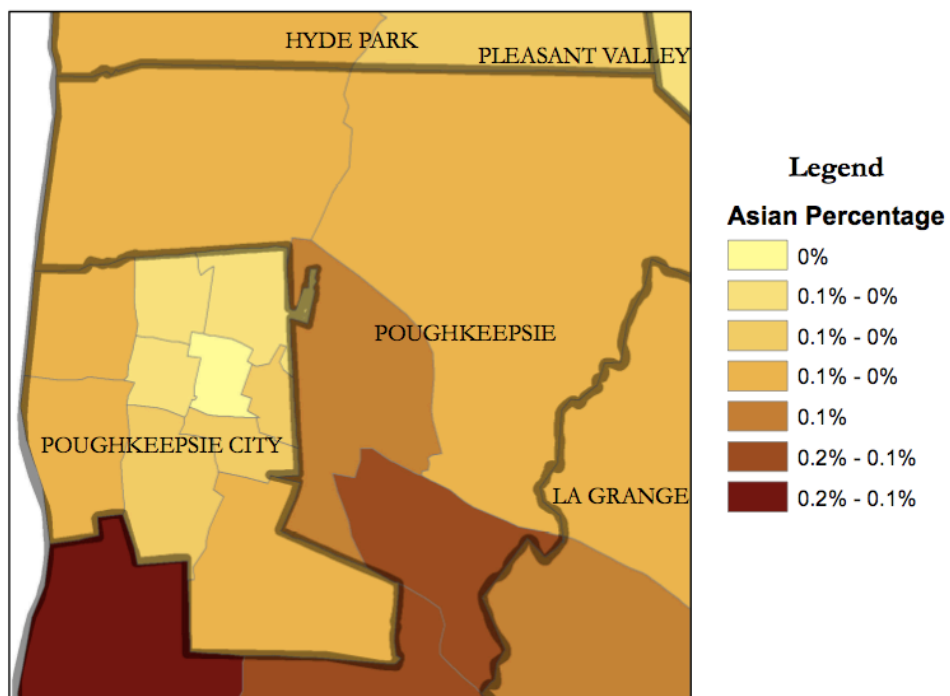 HYDE PARK
PLEASANT VALLEY
POUGHKEEPSIE
POUGHKEEPSIE CITY
LA GRANGE
Legend
Asian Percentage
0%
0.1% - 0%
0.1% - 0%
0.1% - 0%
0.1%
0.2% - 0.1%
0.2% - 0.1%